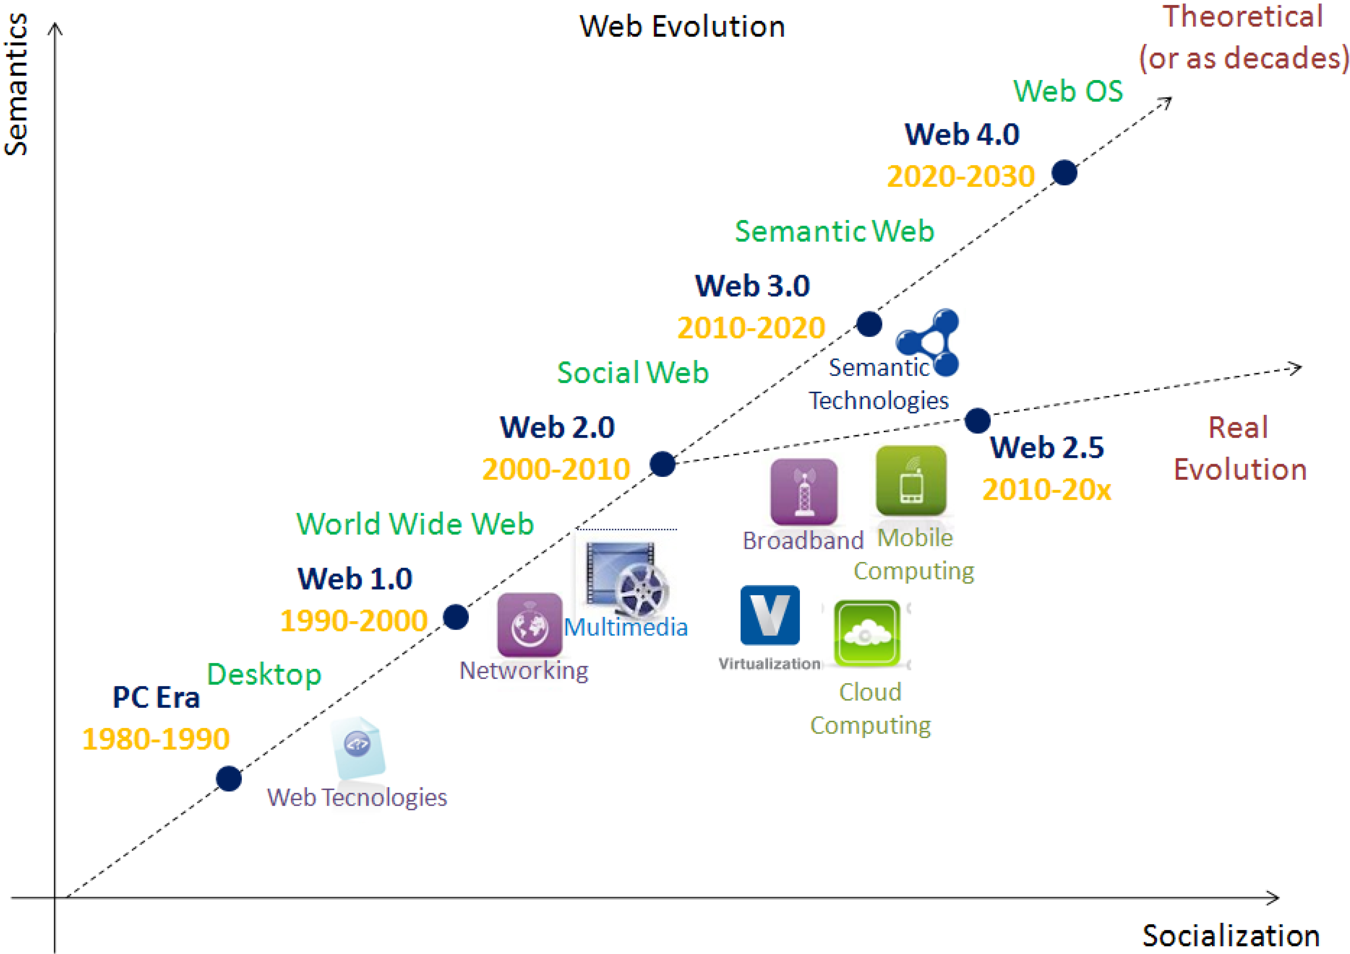 Web Evolution
Theoretical
(or as decades)
Semantics
Web OS
Web 4.0
2020-2030
Semantic Web
Web 3.0
2010-2020
Semantic
Technologies
Social Web
Web 2.0
2000-2010
Web 2.5
2010-20x
Real
Evolution
Broadband
Mobile
Computing
World Wide Web
Web 1.0
1990-2000
Multimedia
Networking
V
Virtualization
Cloud
Computing
Desktop
PC Era
1980-1990
<?>
Web Tecnologies
Socialization